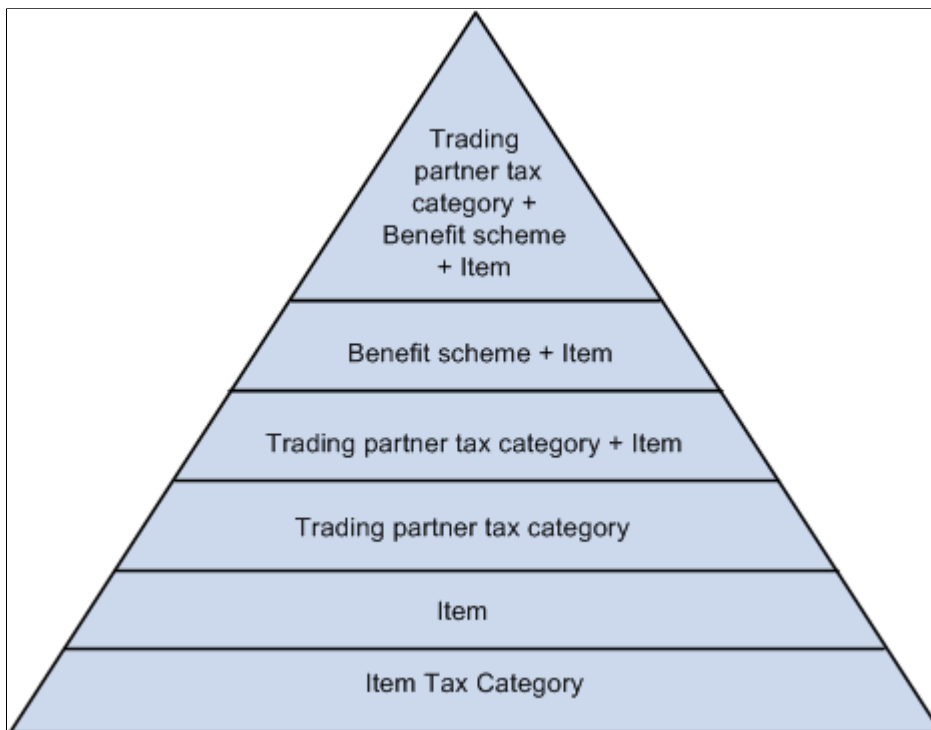 Trading
partner tax
category +
Benefit scheme
+ Item
Benefit scheme + Item
Trading partner tax category + Item
Trading partner tax category
Item
Item Tax Category